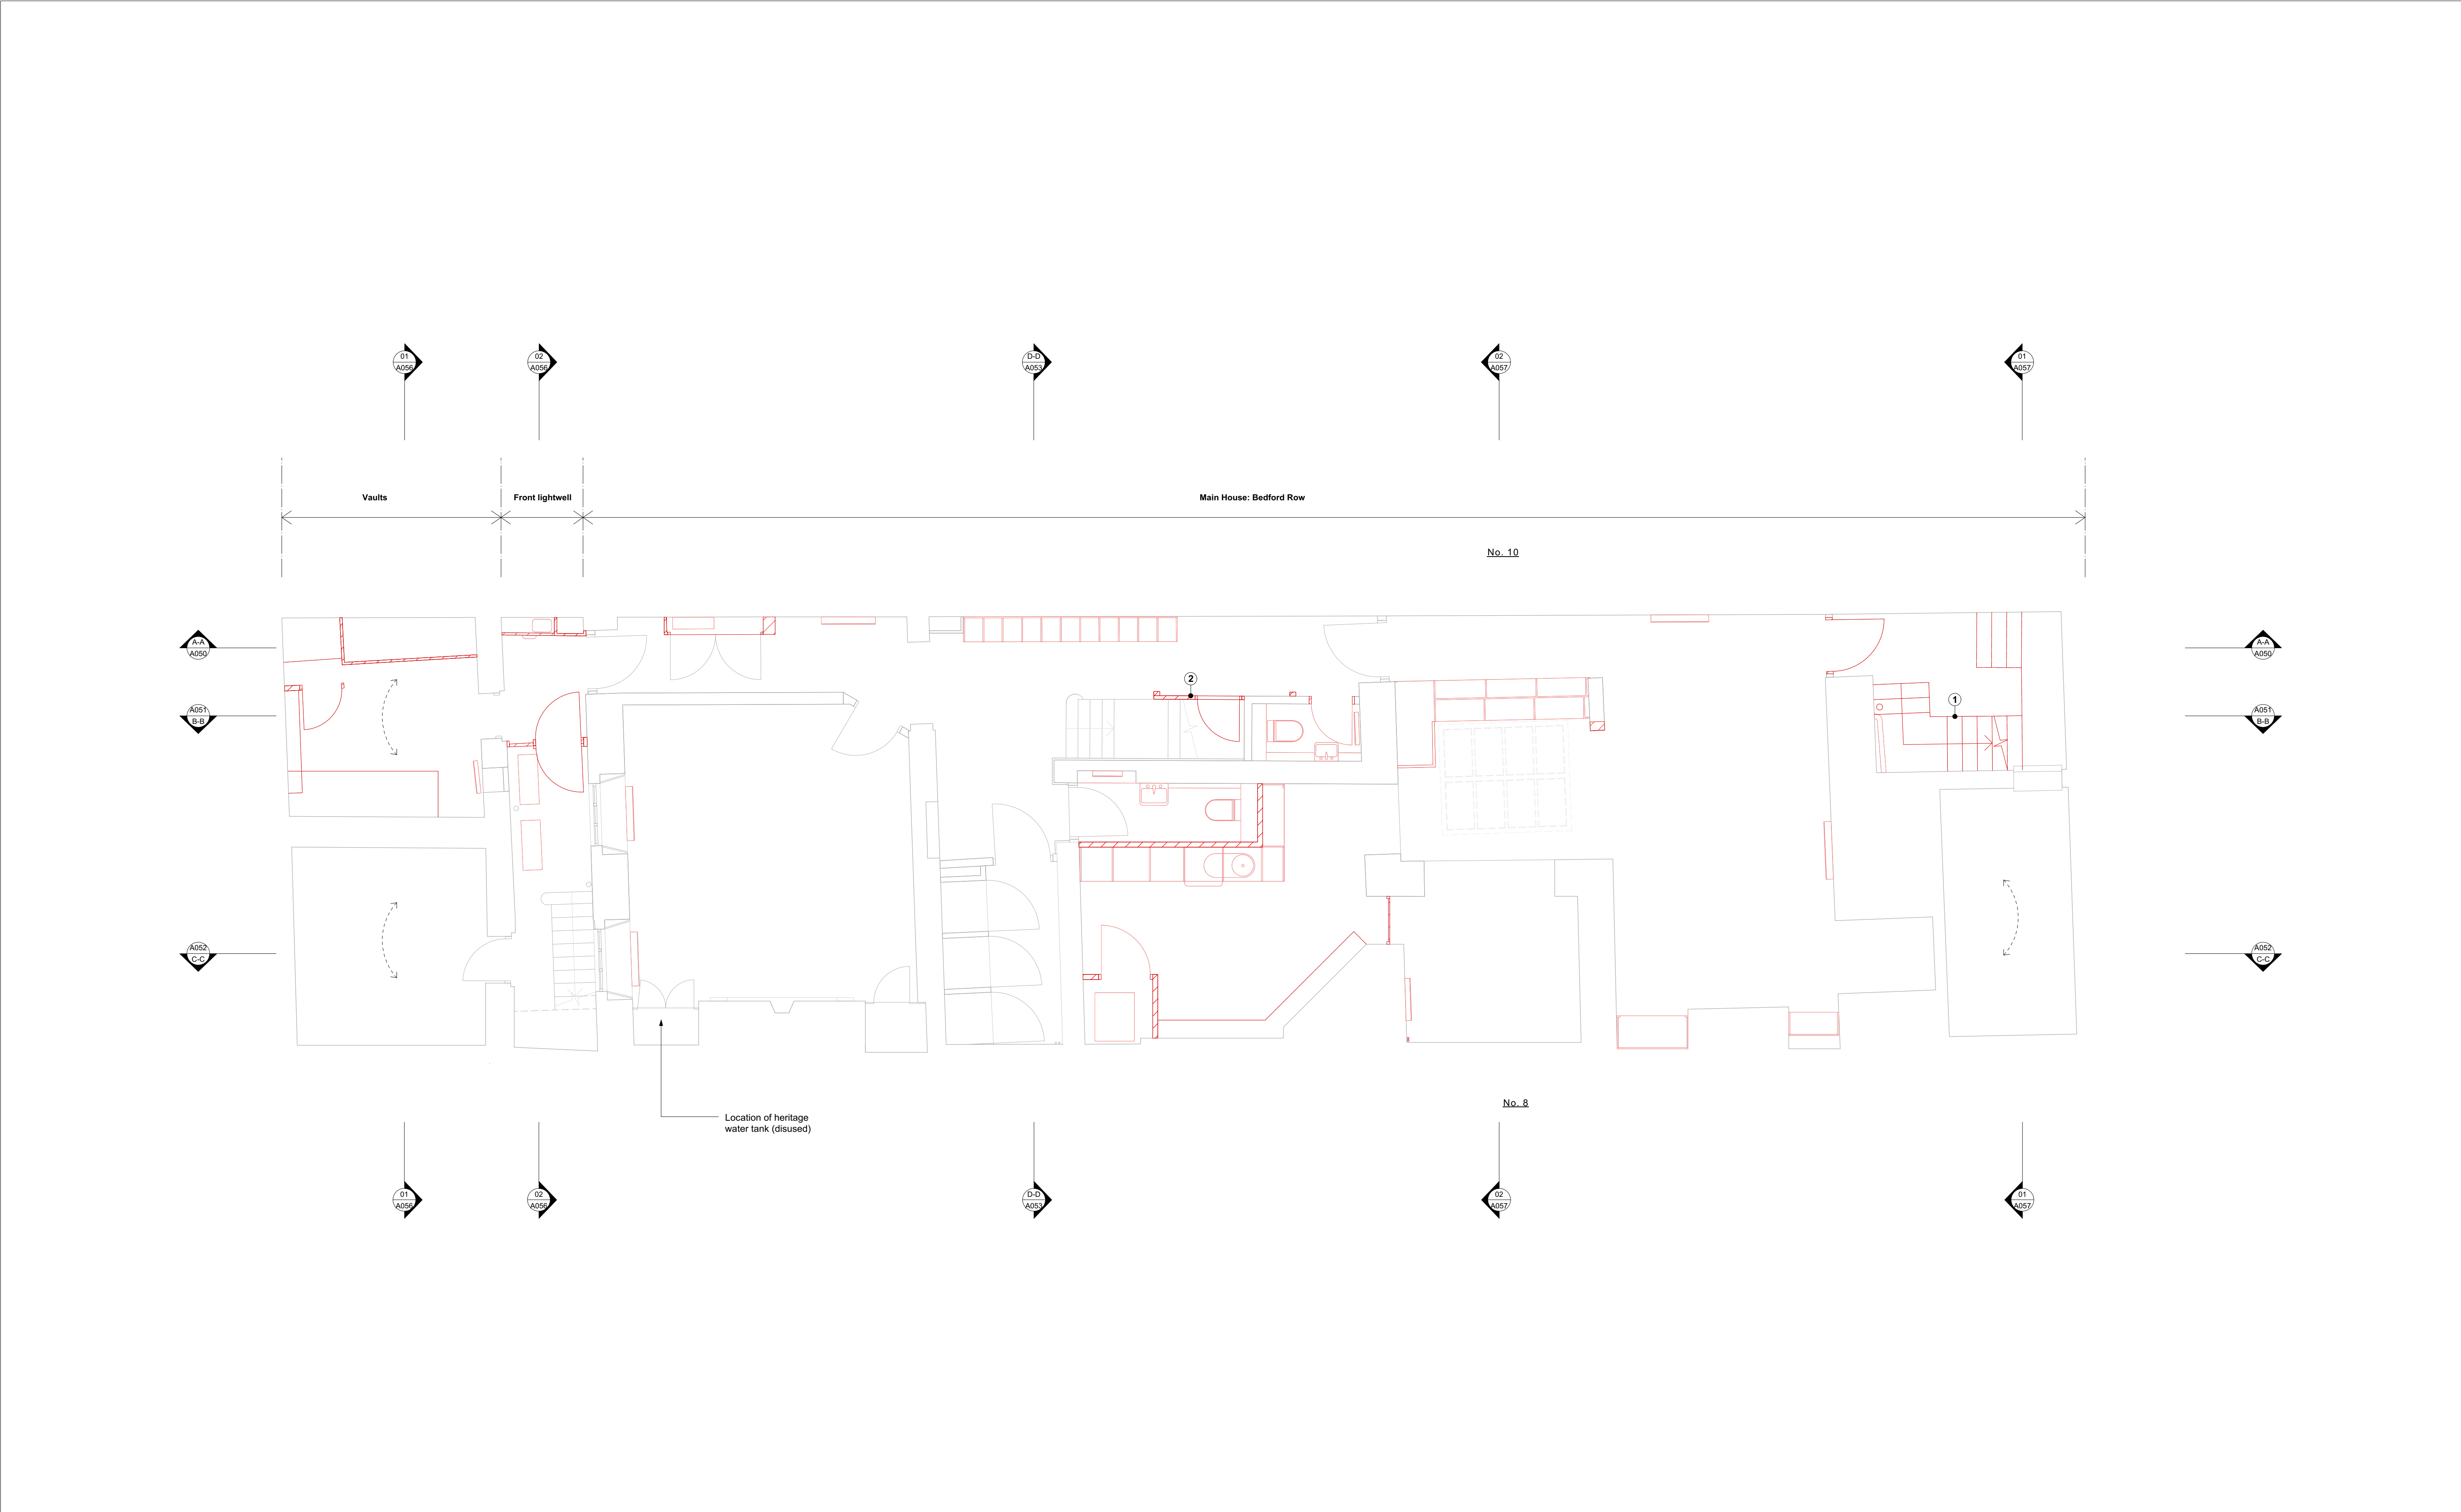 01
A056
02
A056
D-D
A053
02
A057
01
A057
Vaults
Front lightwell
Main House: Bedford Row
No. 10
A-A
A050
A-A
A050
2
1
A051
B-B
A051
B-B
A052
C-C
A052
C-C
No. 8
Location of heritage
water tank (disused)
01
A056
02
A056
D-D
A053
02
A057
01
A057